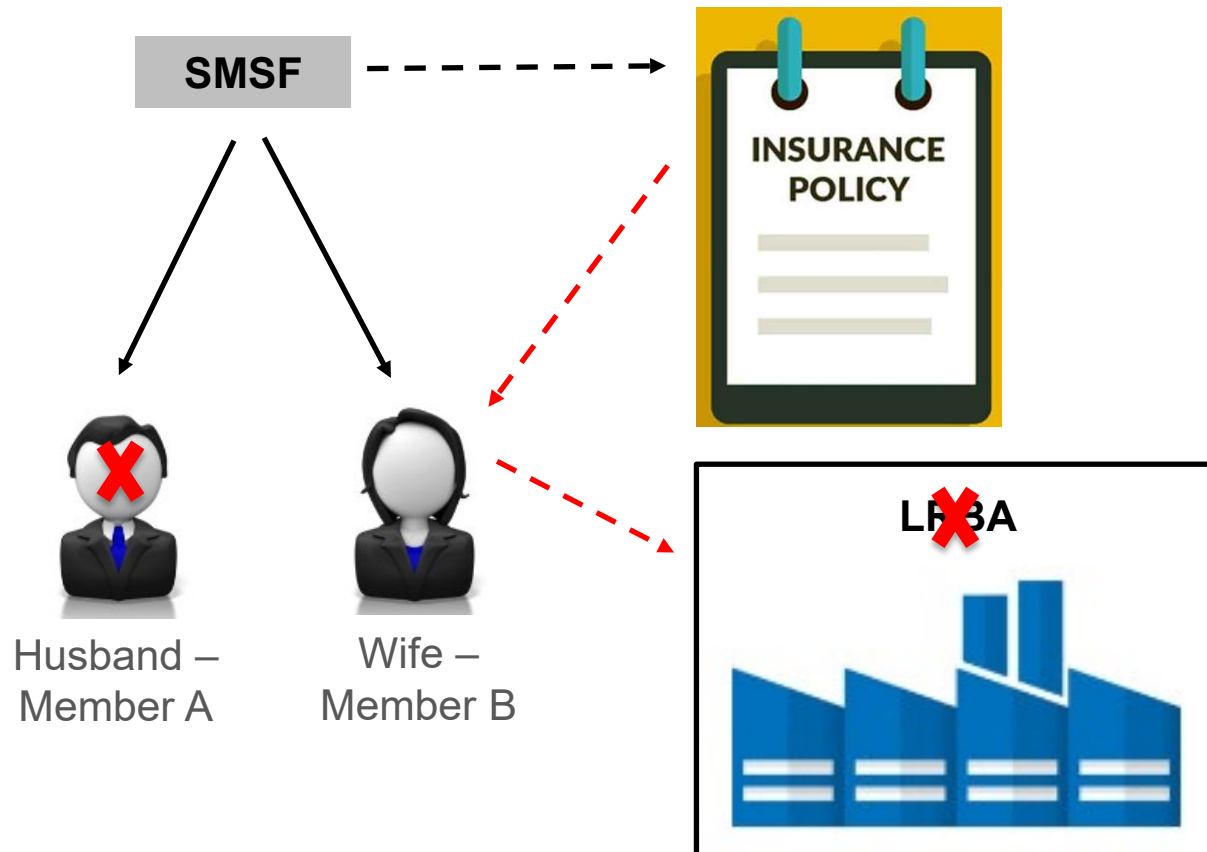 SMSF
INSURANCE
POLICY
LRBA
Husband –
Member A
Wife –
Member B